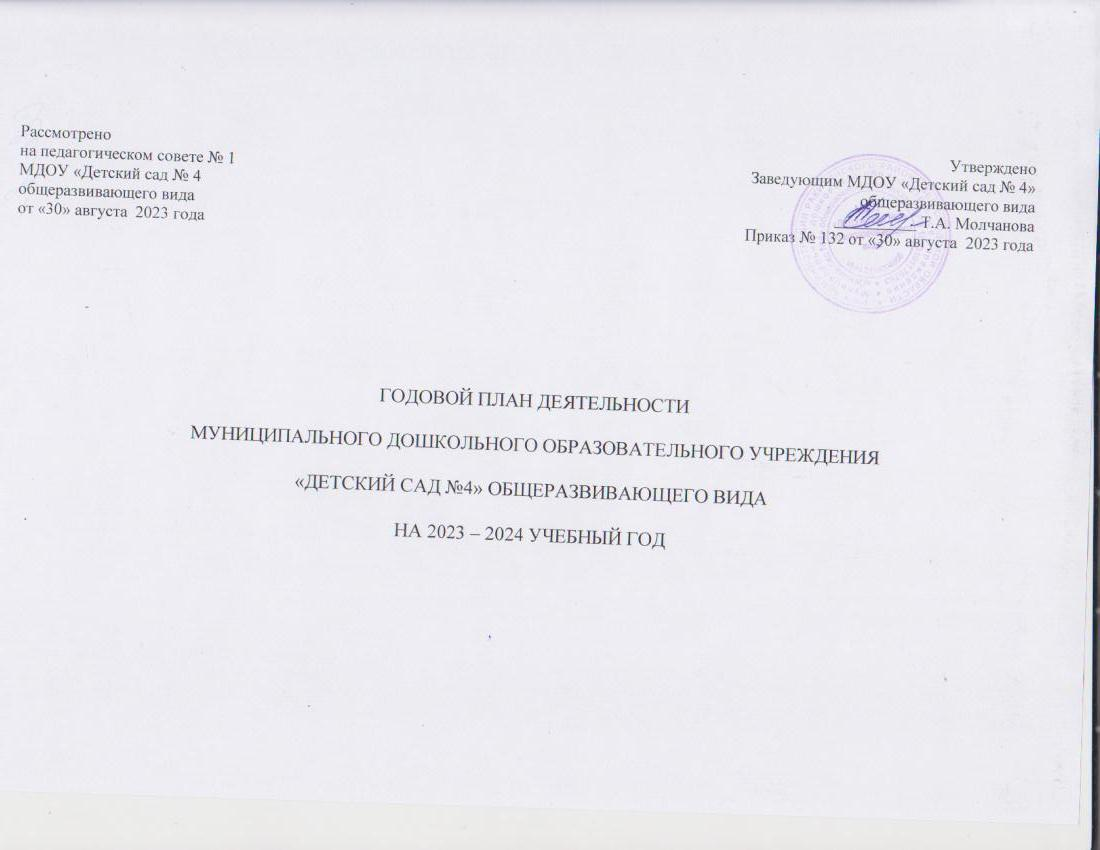 Рассмотрено
на педагогическом совете № 1
МДОУ «Детский сад № 4
общеразвивающего вида
от «30» августа 2023 года
Утверждено
Заведующим МДОУ «Детский сад № 4»
общеразвивающего вида
Т.А. Молчанова
Приказ № 132 от «30» августа 2023 года
ГОДОВОЙ ПЛАН ДЕЯТЕЛЬНОСТИ
МУНИЦИПАЛЬНОГО ДОШКОЛЬНОГО ОБРАЗОВАТЕЛЬНОГО УЧРЕЖДЕНИЯ
«ДЕТСКИЙ САД №4» ОБЩЕРАЗВИВАЮЩЕГО ВИДА
НА 2023 – 2024 УЧЕБНЫЙ ГОД